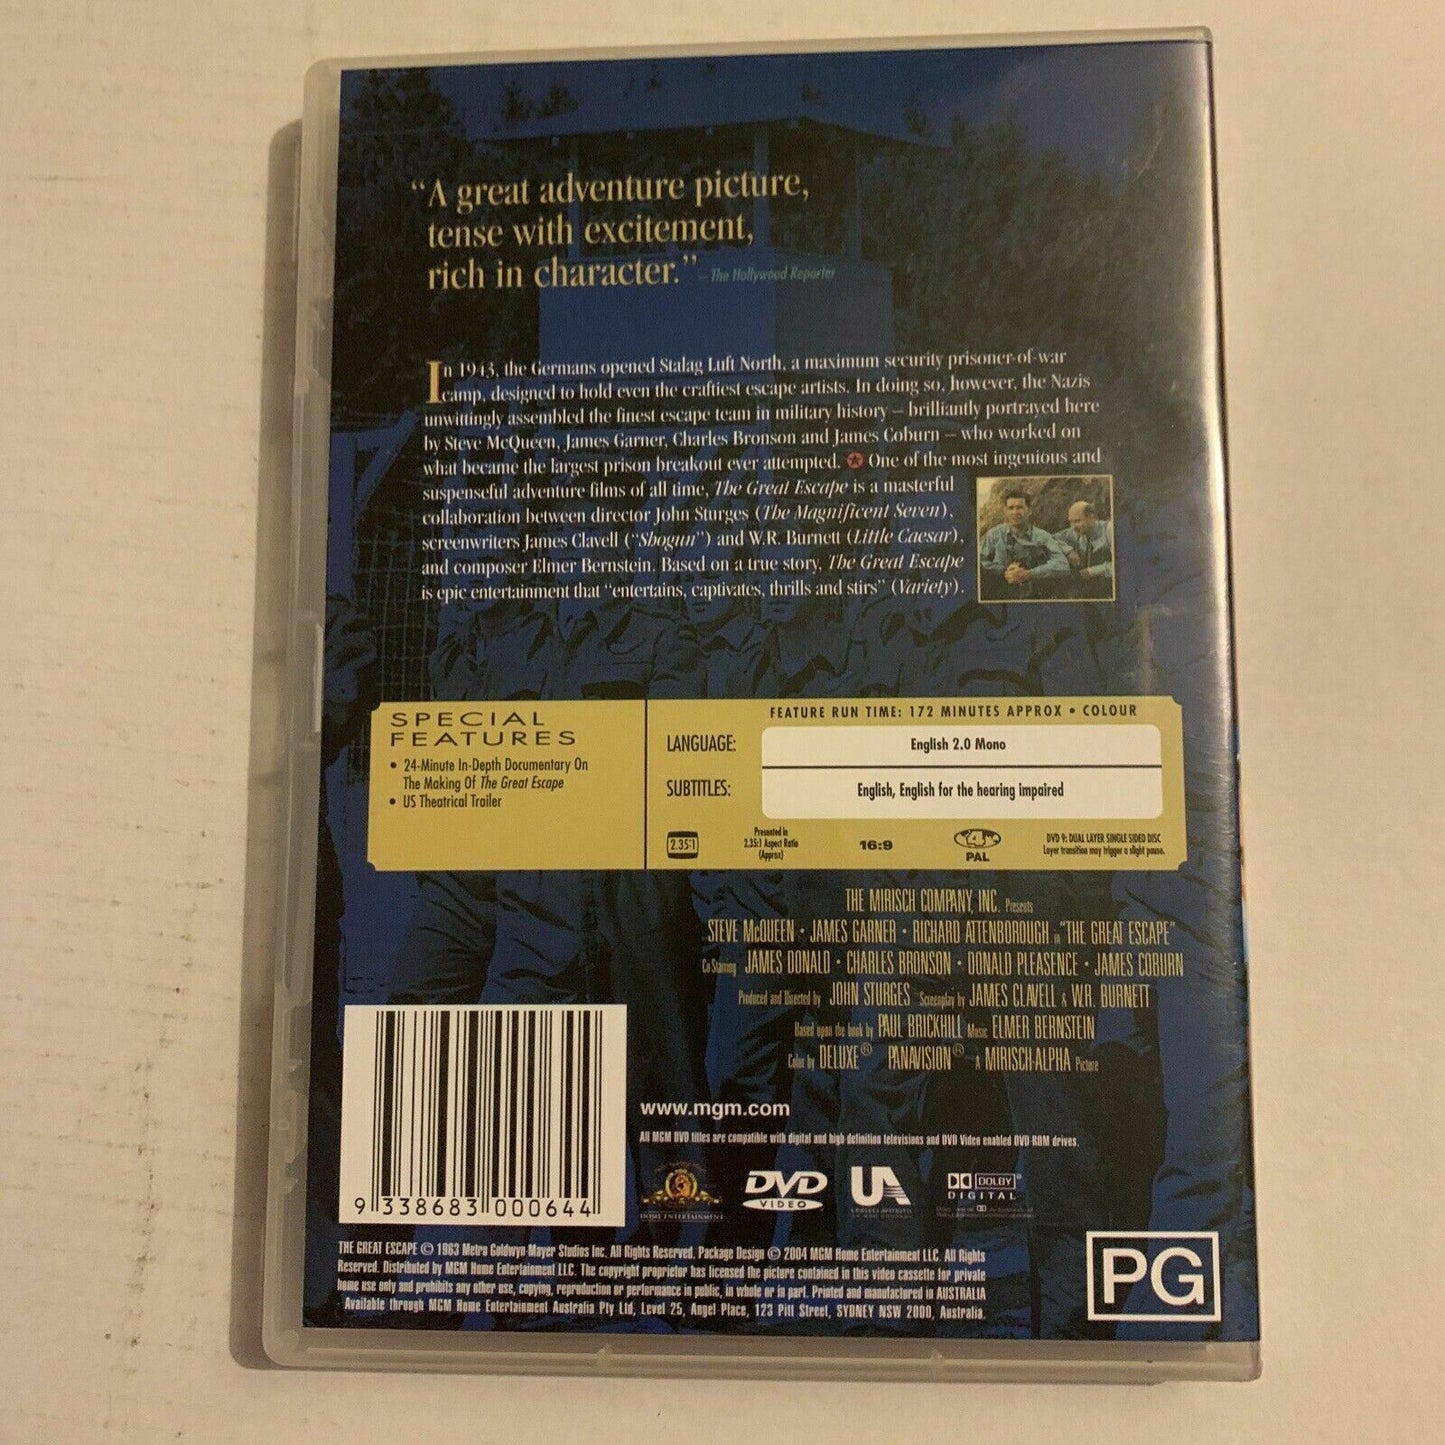 “A great adventure picture,
tense with excitement,
rich in character.” – The Hollywood Reporter
In 1943, the Germans opened Stalag Luft North, a maximum security prisoner-of-war
camp, designed to hold even the craftiest escape artists. In doing so, however, the Nazis
unwittingly assembled the finest escape team in military history – brilliantly portrayed here
by Steve McQueen, James Garner, Charles Bronson and James Coburn – who worked on
what became the largest prison breakout ever attempted. One of the most ingenious and
suspenseful adventure films of all time, The Great Escape is a masterful
collaboration between director John Sturges (The Magnificent Seven),
screenwriters James Clavell (“Shogun”) and W.R. Burnett (Little Caesar),
and composer Elmer Bernstein. Based on a true story, The Great Escape
is epic entertainment that “entertains, captivates, thrills and stirs” (Variety).
SPECIAL
FEATURES
• 24-Minute In-Depth Documentary On
The Making Of The Great Escape
• US Theatrical Trailer
FEATURE RUN TIME: 172 MINUTES APPROX • COLOUR
LANGUAGE: English 2.0 Mono
SUBTITLES: English, English for the hearing impaired
2.35:1
Presented in
2.35:1 Aspect Ratio
(Approx)
16:9
4
PAL
DVD 9: DUAL LAYER SINGLE SIDED DISC
Layer transition may trigger a slight pause.
THE MIRISCH COMPANY, INC. Presents
STEVE McQUEEN • JAMES GARNER • RICHARD ATTENBOROUGH in “THE GREAT ESCAPE”
Co-Starring JAMES DONALD • CHARLES BRONSON • DONALD PLEASENCE • JAMES COBURN
Produced and Directed by JOHN STURGES Screenplay by JAMES CLAVELL & W.R. BURNETT
Based upon the book by PAUL BRICKHILL Music ELMER BERNSTEIN
Color by DELUXE® PANAVISION® A MIRISCH-ALPHA Picture
www.mgm.com
All MGM DVD titles are compatible with digital and high definition televisions and DVD Video enabled DVD-ROM drives.
HOME ENTERTAINMENT
DVD
VIDEO
UA
DOLBY
DIGITAL
9 338683 000644
THE GREAT ESCAPE © 1963 Metro Goldwyn-Mayer Studios Inc. All Rights Reserved. Package Design © 2004 MGM Home Entertainment LLC. All Rights
Reserved. Distributed by MGM Home Entertainment LLC. The copyright proprietor has licensed the picture contained in this video cassette for private
home use only and prohibits any other use, copying, reproduction or performance in public, in whole or in part. Printed and manufactured in AUSTRALIA
Available through MGM Home Entertainment Australia Pty Ltd, Level 25, Angel Place, 123 Pitt Street, SYDNEY NSW 2000, Australia.
PG